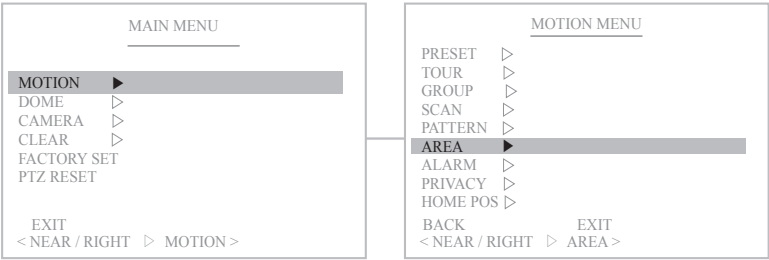 MAIN MENU
MOTION ▶
DOME ▷
CAMERA ▷
CLEAR ▷
FACTORY SET
PTZ RESET
EXIT
< NEAR / RIGHT ▷ MOTION >
MOTION MENU
PRESET ▷
TOUR ▷
GROUP ▷
SCAN ▷
PATTERN ▷
AREA ▶
ALARM ▷
PRIVACY ▷
HOME POS ▷
BACK EXIT
< NEAR / RIGHT ▷ AREA >